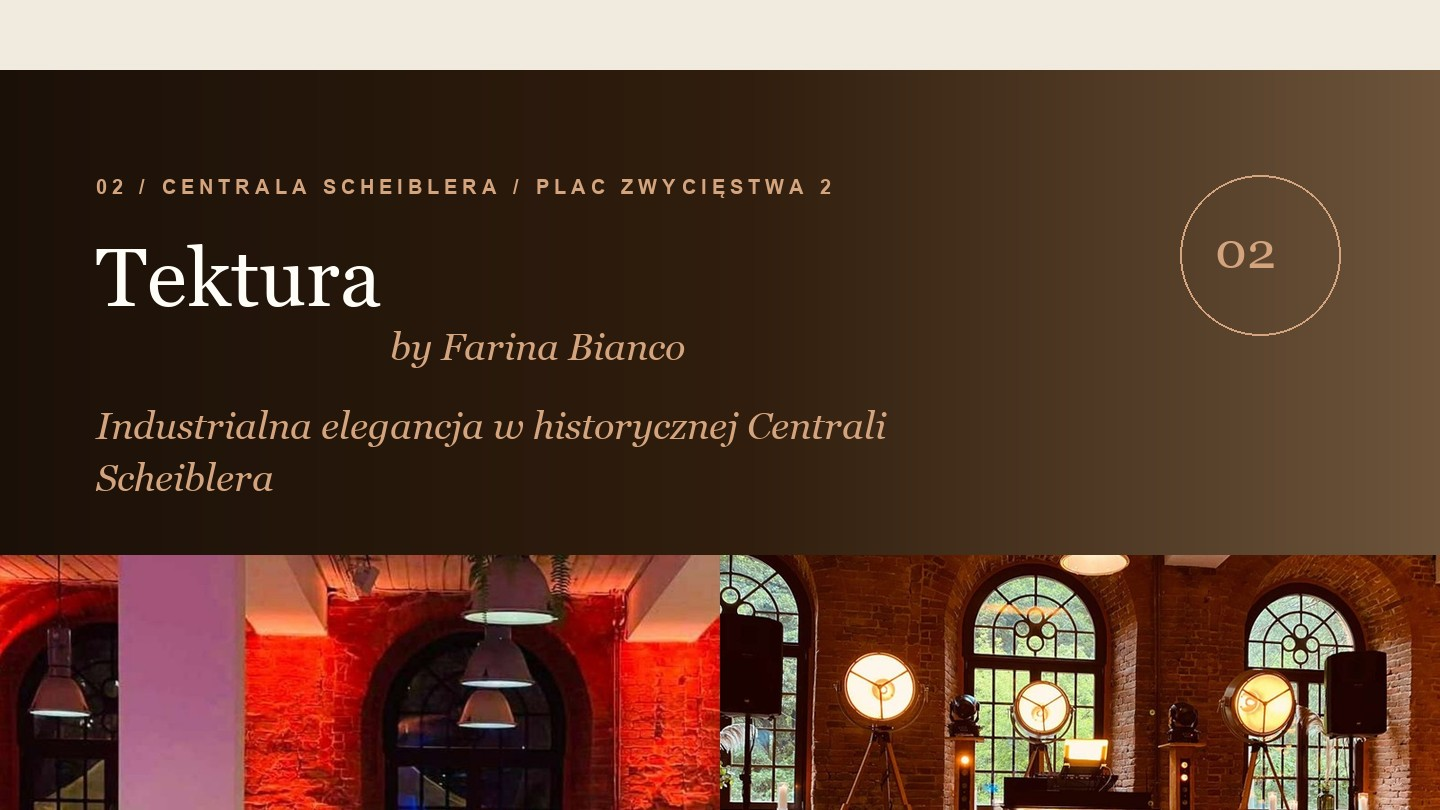 02 / CENTRALA SCHEIBLERA / PLAC ZWYCIĘSTWA 2
Tektura
02
by Farina Bianco
Industrialna elegancja w historycznej Centrali
Scheiblera